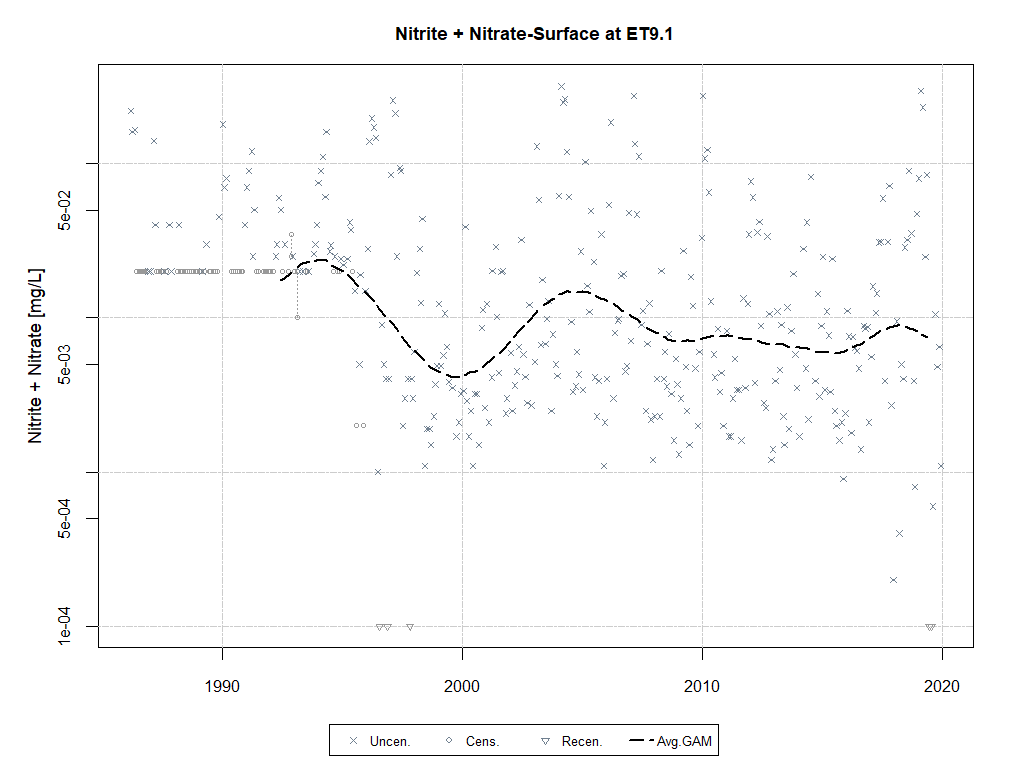 Nitrite + Nitrate-Surface at ET9.1
Nitrite + Nitrate [mg/L]
5e-02
5e-03
5e-04
1e-04
1990
2000
2010
2020
Uncen.
Cens.
Recen.
Avg.GAM